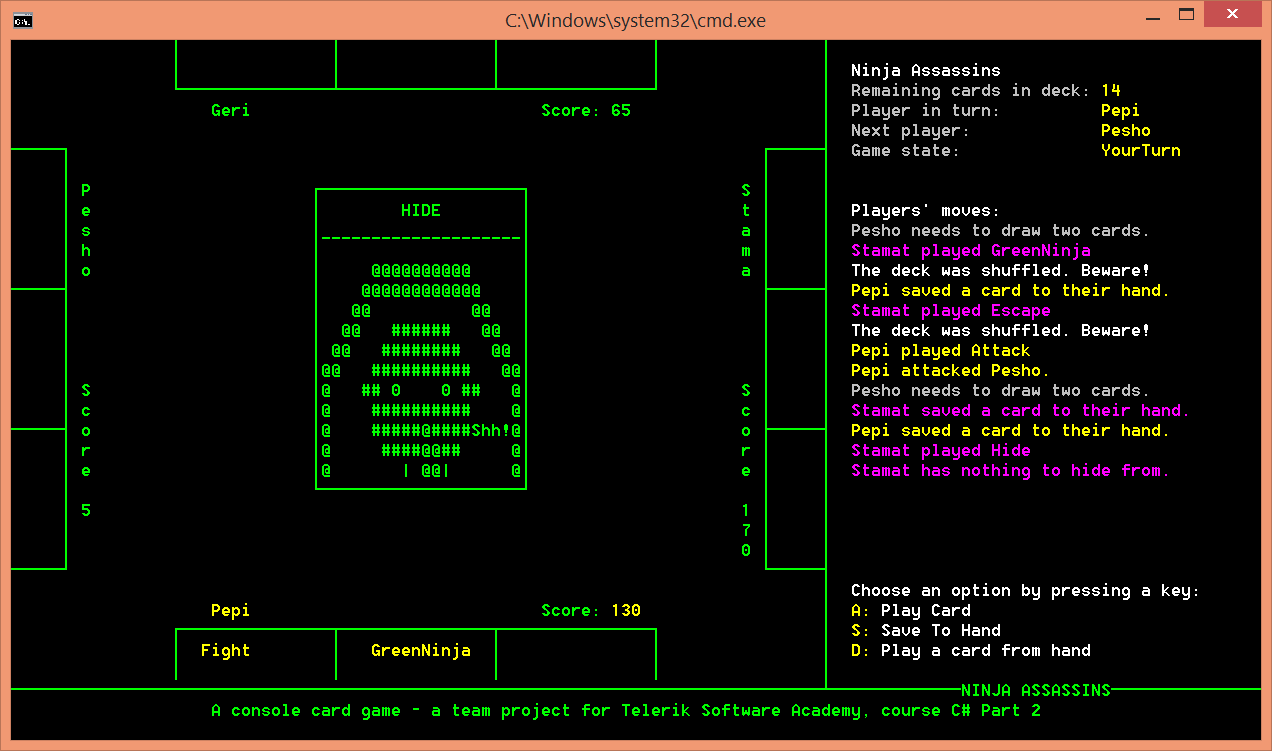 C:\Windows\system32\cmd.exe
Geri Score: 65
Pesho Score 5
HIDE
--------------------
@@@@@@@@@@
@@@@@@@@@@@@
@@ @@
@@ ###### @@
@@ ######## @@
@@ ########## @@
@ ## 0 0 ## @
@ ########## @
@ #####@####Shh!@
@ ####@@## @
@ | @@| @
Stama Score 170
Pepi Score: 130
Fight GreenNinja
Ninja Assassins
Remaining cards in deck: 14
Player in turn: Pepi
Next player: Pesho
Game state: YourTurn
Players' moves:
Pesho needs to draw two cards.
Stamat played GreenNinja
The deck was shuffled. Beware!
Pepi saved a card to their hand.
Stamat played Escape
The deck was shuffled. Beware!
Pepi played Attack
Pepi attacked Pesho.
Pesho needs to draw two cards.
Stamat saved a card to their hand.
Pepi saved a card to their hand.
Stamat played Hide
Stamat has nothing to hide from.
Choose an option by pressing a key:
A: Play Card
S: Save To Hand
D: Play a card from hand
NINJA ASSASSINS
A console card game - a team project for Telerik Software Academy, course C# Part 2